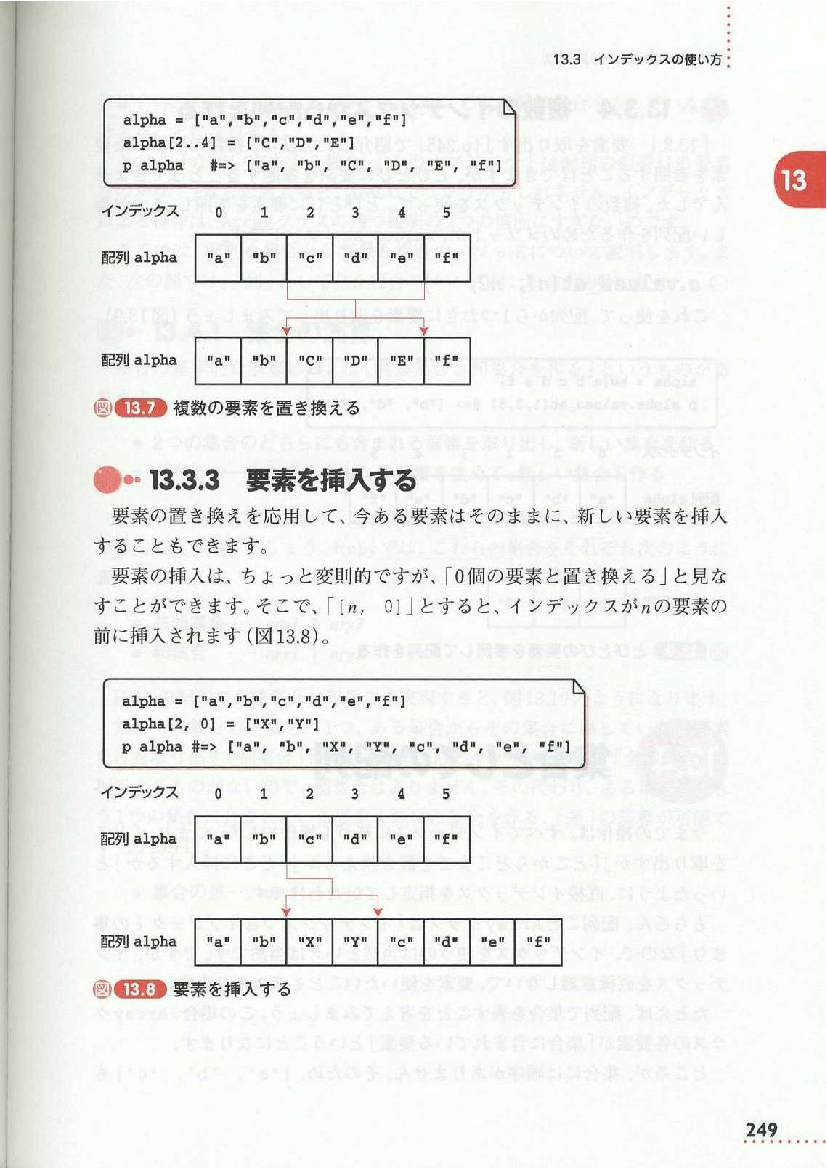 13.3 インデックスの使い方
13
alpha = ["a","b","c","d","e","f"]
alpha[2..4] = ["C","D","E"]
p alpha #=> ["a", "b", "C", "D", "E", "f"]
インデックス 0 1 2 3 4 5
配列 alpha "a" "b" "c" "d" "e" "f"
配列 alpha "a" "b" "C" "D" "E" "f"
図 13.7 複数の要素を置き換える
13.3.3 要素を挿入する
要素の置き換えを応用して、今ある要素はそのままに、新しい要素を挿入
することもできます。
要素の挿入は、ちょっと変則的ですが、「0個の要素と置き換える」と見な
すことができます。そこで、「[n, 0]」とすると、インデックスがnの要素の
前に挿入されます(図13.8)。
alpha = ["a","b","c","d","e","f"]
alpha[2, 0] = ["X","Y"]
p alpha #=> ["a", "b", "X", "Y", "c", "d", "e", "f"]
インデックス 0 1 2 3 4 5
配列 alpha "a" "b" "c" "d" "e" "f"
配列 alpha "a" "b" "X" "Y" "c" "d" "e" "f"
図 13.8 要素を挿入する
249